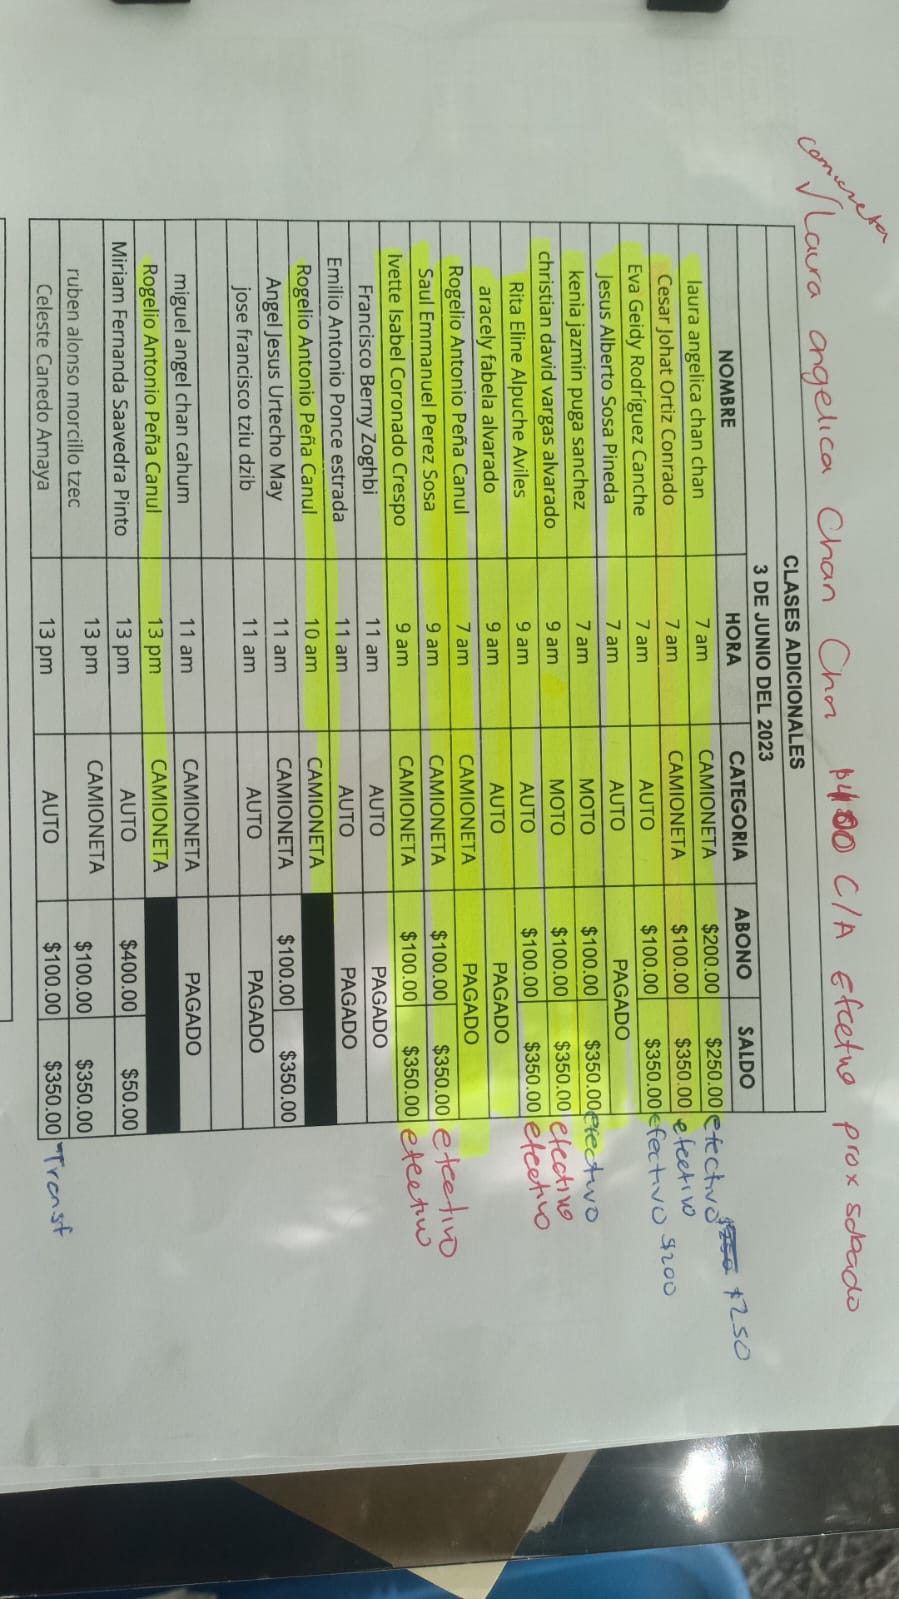 camioneta
√ Laura angelica Chan Chan $400 C/A Efectivo prox sabado
CLASES ADICIONALES
3 DE JUNIO DEL 2023
NOMBRE HORA CATEGORIA ABONO SALDO
laura angelica chan chan 7 am CAMIONETA $200.00 $250.00 efectivo $250 $250
Cesar Johat Ortiz Conrado 7 am CAMIONETA $100.00 $350.00 efectivo
Eva Geidy Rodríguez Canche 7 am AUTO $100.00 $350.00 efectivo $200
Jesus Alberto Sosa Pineda 7 am AUTO PAGADO
kenia jazmin puga sanchez 7 am MOTO $100.00 $350.00 efectivo
christian david vargas alvarado 9 am MOTO $100.00 $350.00 efectivo
Rita Eline Alpuche Aviles 9 am AUTO $100.00 $350.00 efectivo
aracely fabela alvarado 9 am AUTO PAGADO
Rogelio Antonio Peña Canul 7 am CAMIONETA PAGADO
Saul Emmanuel Perez Sosa 9 am CAMIONETA $100.00 $350.00 efectivo
Ivette Isabel Coronado Crespo 9 am CAMIONETA $100.00 $350.00 efectivo
Francisco Berny Zoghbi 11 am AUTO PAGADO
Emilio Antonio Ponce estrada 11 am AUTO PAGADO
Rogelio Antonio Peña Canul 10 am CAMIONETA
Angel Jesus Urtecho May 11 am CAMIONETA $100.00 $350.00
jose francisco tziu dzib 11 am AUTO PAGADO
miguel angel chan cahum 11 am CAMIONETA PAGADO
Rogelio Antonio Peña Canul 13 pm CAMIONETA
Miriam Fernanda Saavedra Pinto 13 pm AUTO $400.00 $50.00
ruben alonso morcillo tzec 13 pm CAMIONETA $100.00 $350.00
Celeste Canedo Amaya 13 pm AUTO $100.00 $350.00 Transf